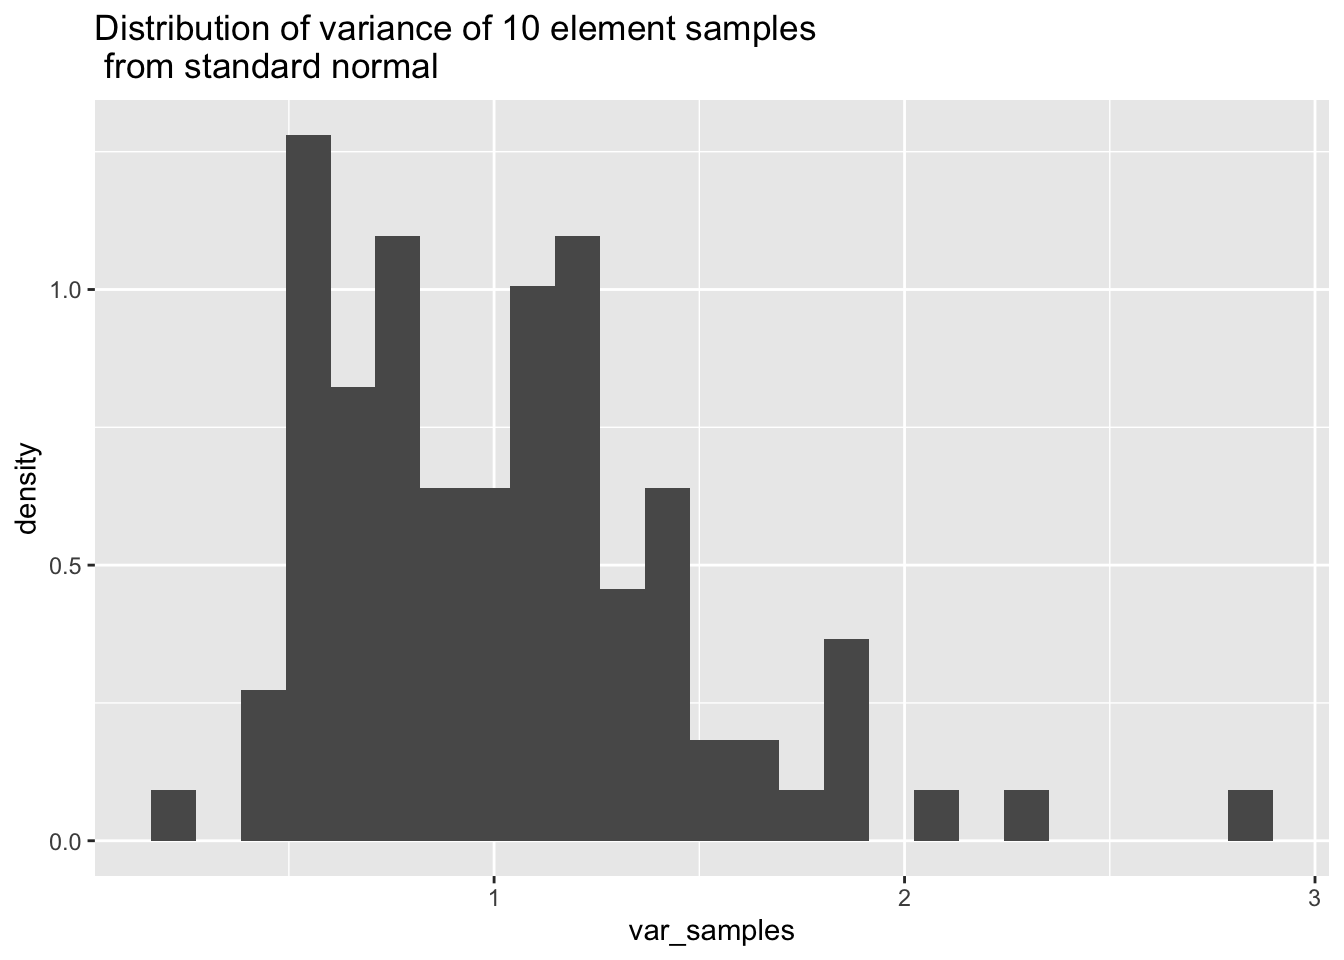 Distribution of variance of 10 element samples
from standard normal
1.0
0.5
0.0
density
1 2 3
var_samples